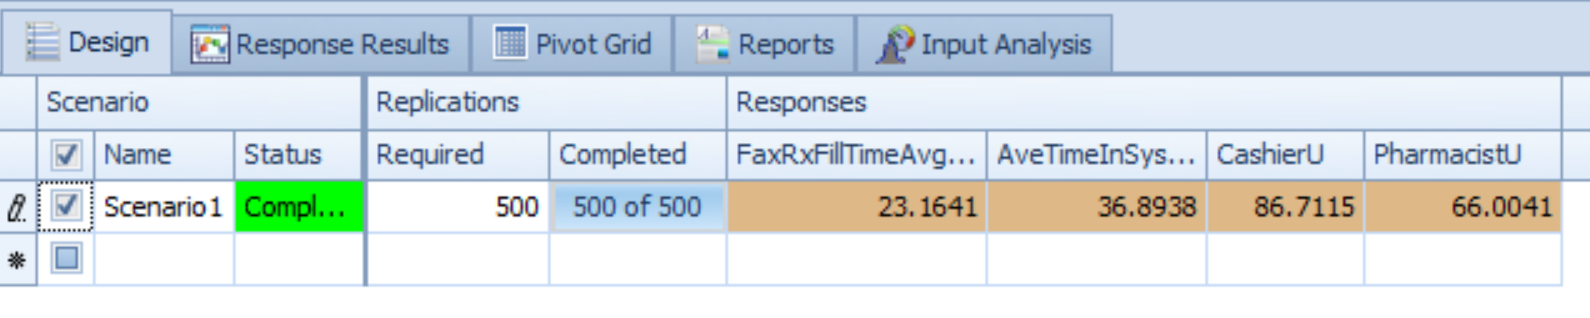 Design Response Results Pivot Grid Reports Input Analysis
Scenario Replications Responses
Name Status Required Completed FaxRxFillTimeAvg... AveTimeInSys... CashierU PharmacistU
Scenario1 Compl... 500 500 of 500 23.1641 36.8938 86.7115 66.0041